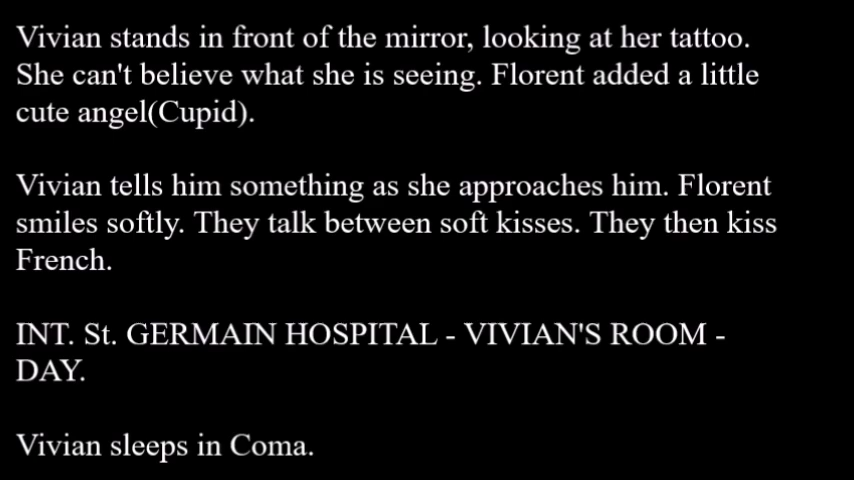 Vivian stands in front of the mirror, looking at her tattoo.
She can't believe what she is seeing. Florent added a little
cute angel(Cupid).
Vivian tells him something as she approaches him. Florent
smiles softly. They talk between soft kisses. They then kiss
French.
INT. St. GERMAIN HOSPITAL - VIVIAN'S ROOM -
DAY.
Vivian sleeps in Coma.